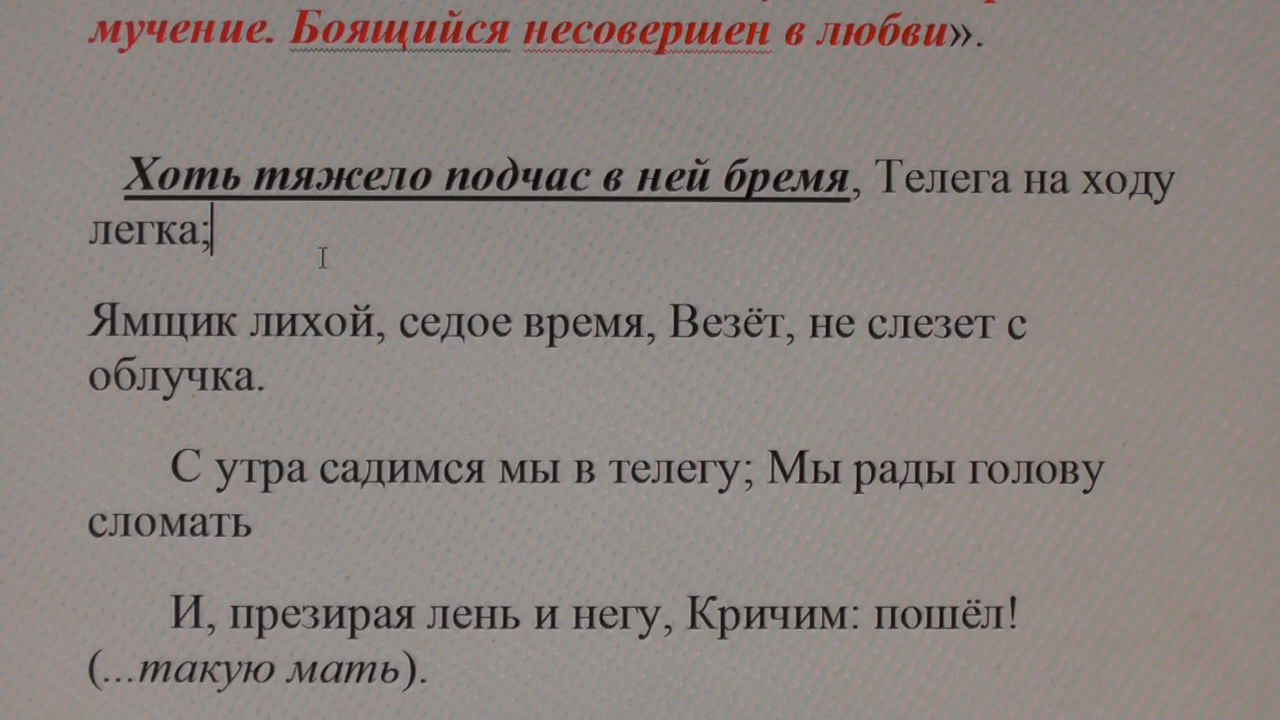 мучение. Боящийся несовершен в любви».
Хоть тяжело подчас в ней бремя, Телега на ходу
легка;
Ямщик лихой, седое время, Везёт, не слезет с
облучка.
С утра садимся мы в телегу; Мы рады голову
сломать
И, презирая лень и негу, Кричим: пошёл!
(...такую мать).